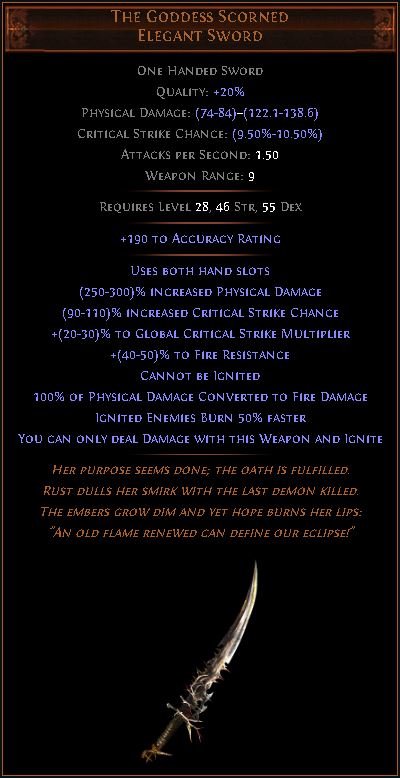 The Goddess Scorned
Elegant Sword
One Handed Sword
Quality: +20%
Physical Damage: (74-84)–(122.1-138.6)
Critical Strike Chance: (9.50%-10.50%)
Attacks per Second: 1.50
Weapon Range: 9
Requires Level 28, 46 Str, 55 Dex
+190 to Accuracy Rating
Uses both hand slots
(250-300)% increased Physical Damage
(90-110)% increased Critical Strike Chance
+(20-30)% to Global Critical Strike Multiplier
+(40-50)% to Fire Resistance
Cannot be Ignited
100% of Physical Damage Converted to Fire Damage
Ignited Enemies Burn 50% faster
You can only deal Damage with this Weapon and Ignite
Her purpose seems done; the oath is fulfilled.
Rust dulls her smirk with the last demon killed.
The embers grow dim and yet hope burns her lips:
"An old flame renewed can define our eclipse!"